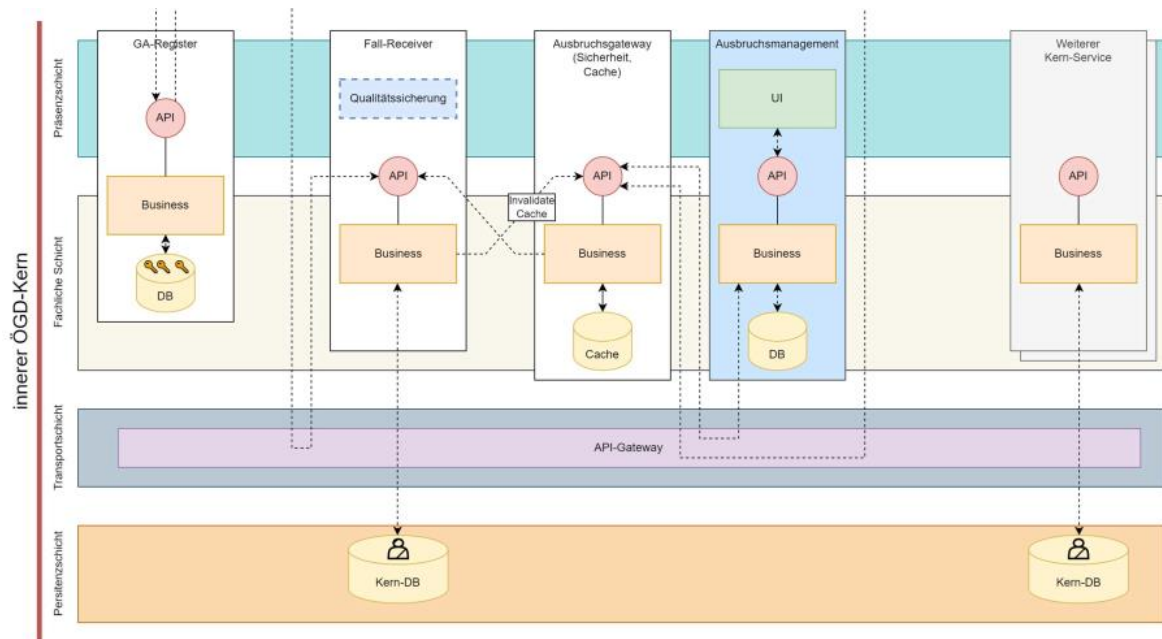 innerer ÖGD-Kern
Präsenzschicht
Fachliche Schicht
Transportschicht
Persitenzschicht
GA-Register
API
Business
DB
Fall-Receiver
Qualitätssicherung
API
Business
Invalidate
Cache
Ausbruchsgateway
(Sicherheit,
Cache)
API
Business
Cache
Ausbruchsmanagement
UI
API
Business
DB
Weiterer
Kern-Service
API
Business
API-Gateway
Kern-DB
Kern-DB